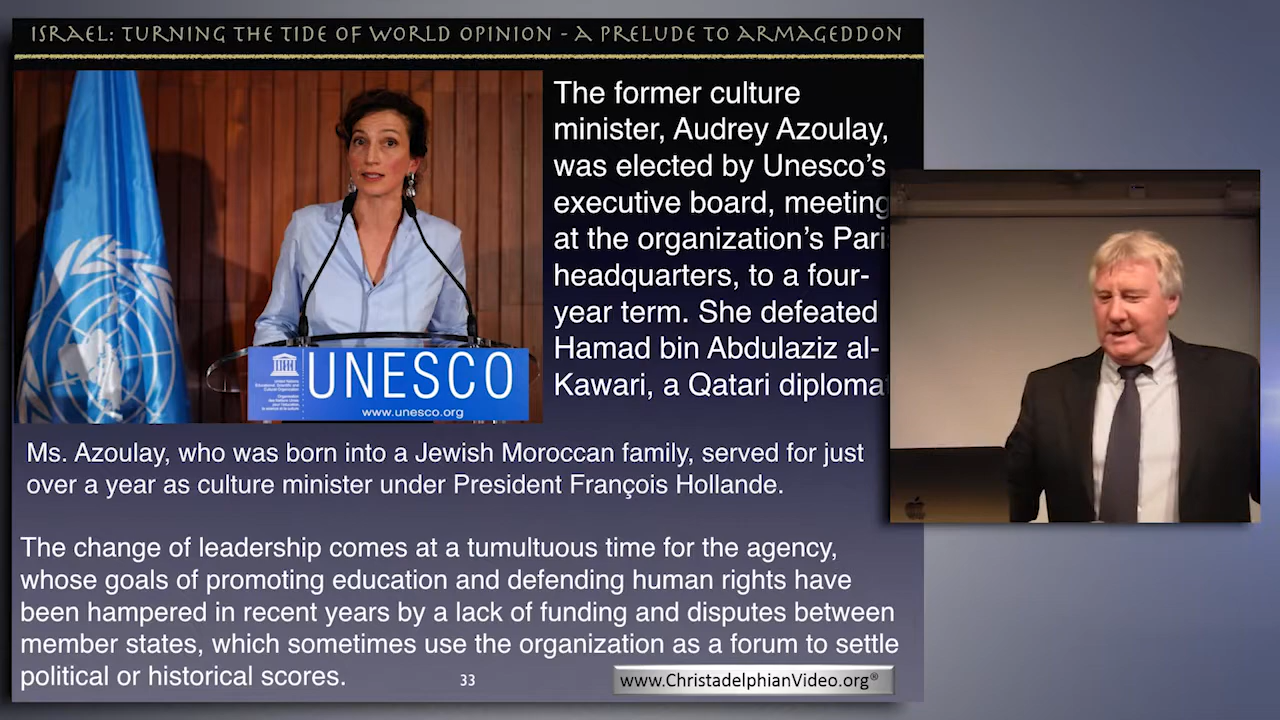 ISRAEL: TURNING THE TIDE OF WORLD OPINION - A PRELUDE TO ARMAGEDDON
The former culture
minister, Audrey Azoulay,
was elected by Unesco's
executive board, meeting
at the organization's Paris
headquarters, to a four-
year term. She defeated
Hamad bin Abdulaziz al-
Kawari, a Qatari diplomat
UNESCO
www.unesco.org
Ms. Azoulay, who was born into a Jewish Moroccan family, served for just
over a year as culture minister under President François Hollande.
The change of leadership comes at a tumultuous time for the agency,
whose goals of promoting education and defending human rights have
been hampered in recent years by a lack of funding and disputes between
member states, which sometimes use the organization as a forum to settle
political or historical scores.
33
www.ChristadelphianVideo.org®